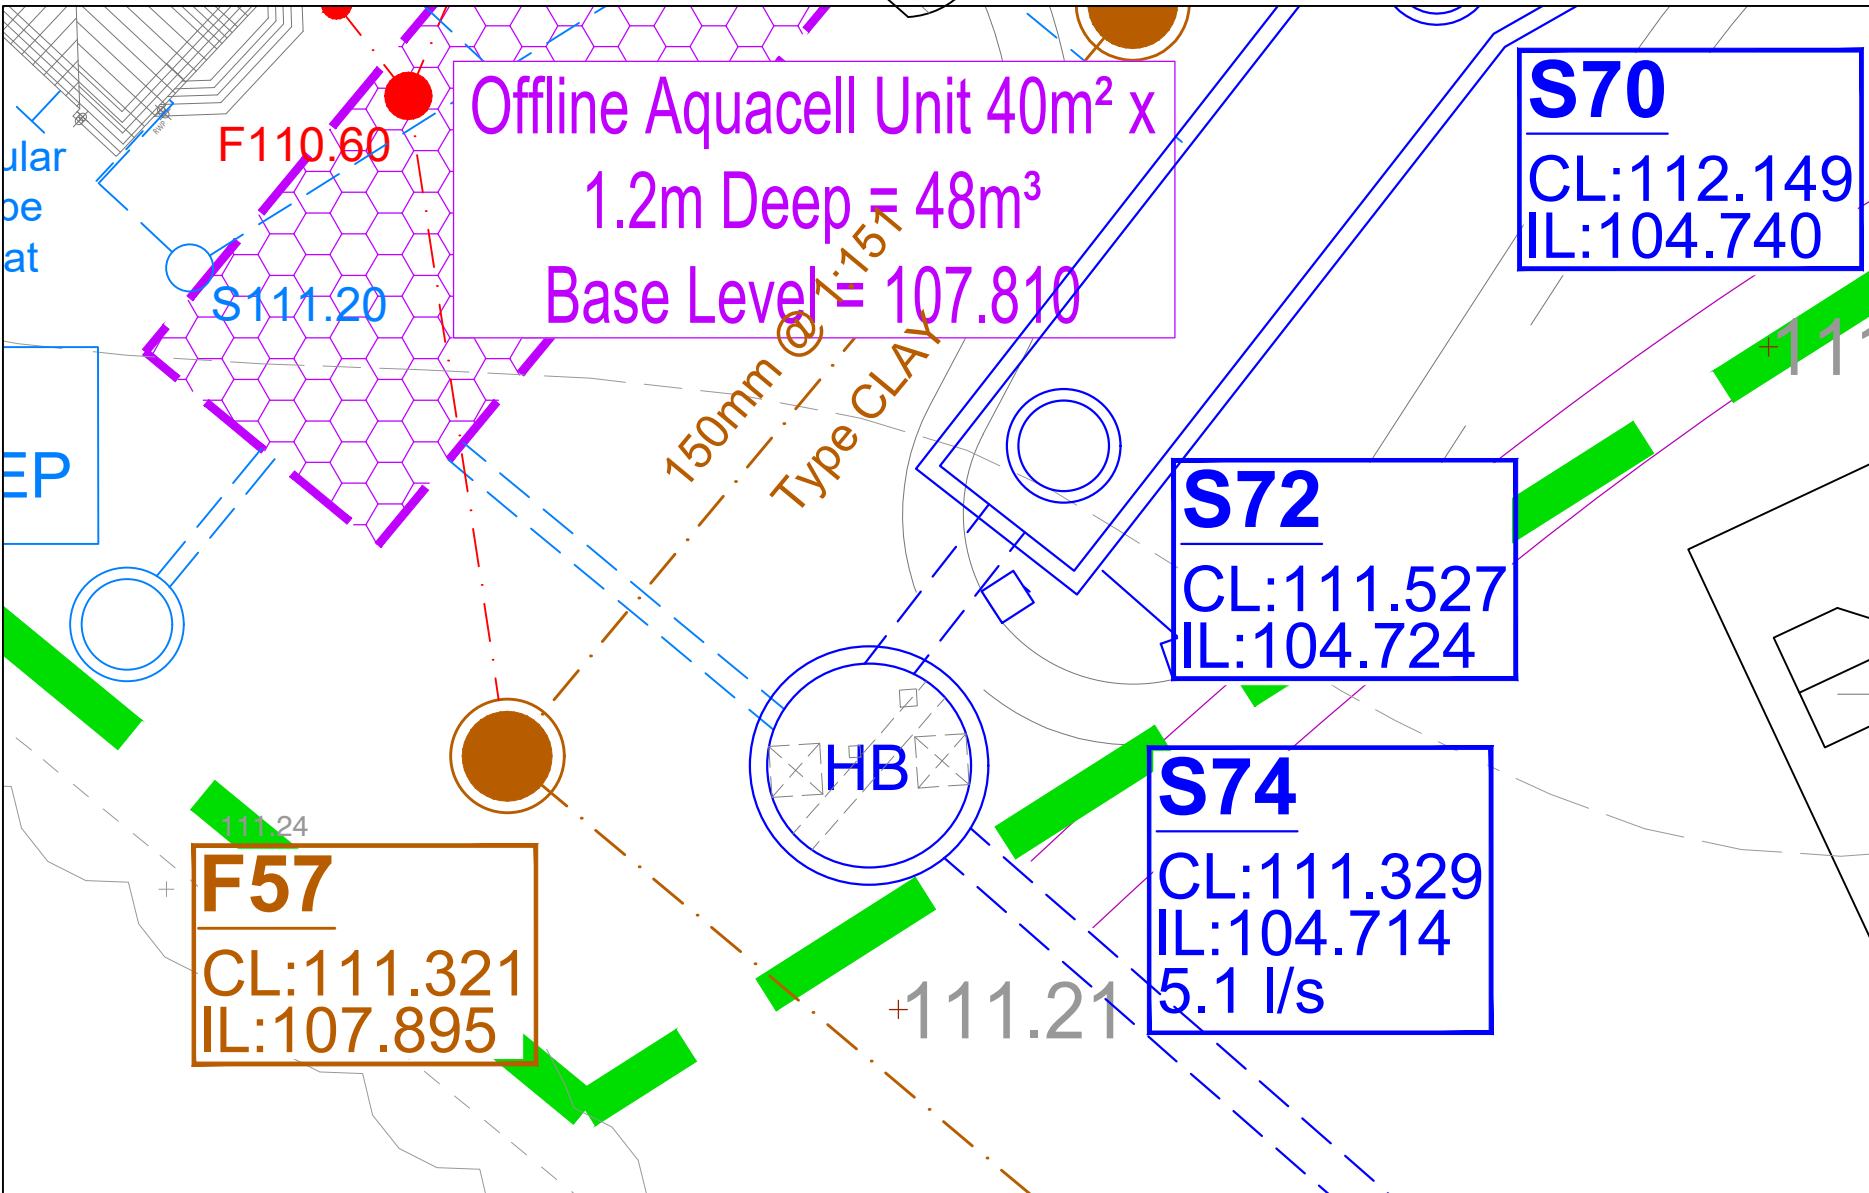 Offline Aquacell Unit 40m² x
1.2m Deep = 48m³
Base Level = 107.810
S70
CL:112.149
IL:104.740
F110.60
RWP
ular
pe
at
S111.20
EP
150mm @ 1:151
Type CLAY
S72
CL:111.527
IL:104.724
HB
S74
CL:111.329
IL:104.714
5.1 l/s
111.24
F57
CL:111.321
IL:107.895
111.21
111